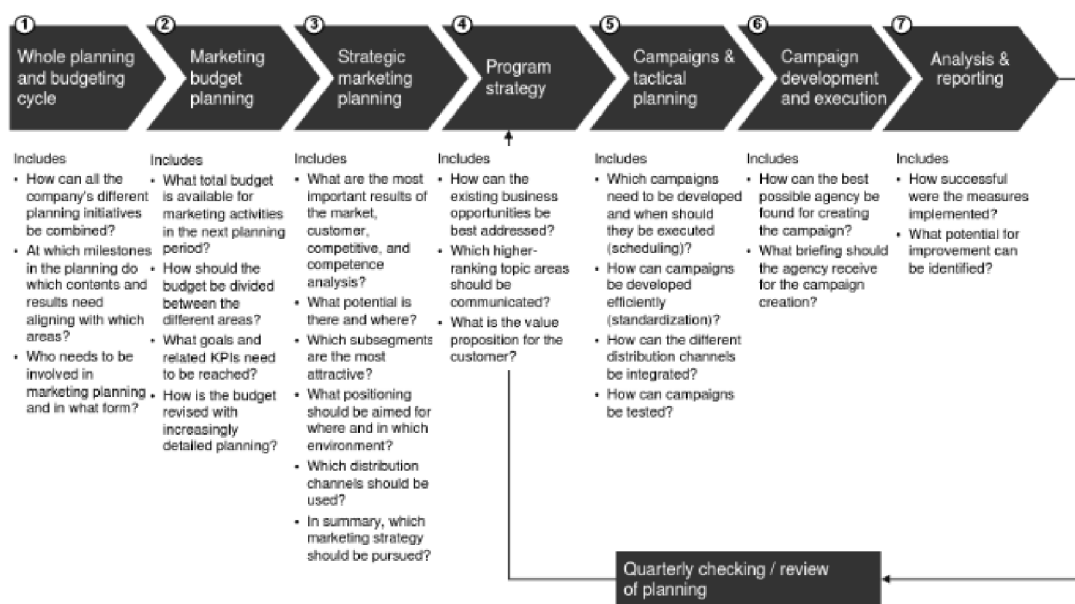 1
Whole planning
and budgeting
cycle
2
Marketing
budget
planning
3
Strategic
marketing
planning
4
Program
strategy
5
Campaigns &
tactical
planning
6
Campaign
development
and execution
7
Analysis &
reporting
Includes
• How can all the
company's different
planning initiatives
be combined?
• At which milestones
in the planning do
which contents and
results need
aligning with which
areas?
• Who needs to be
involved in
marketing planning
and in what form?
Includes
• What total budget
is available for
marketing activities
in the next planning
period?
• How should the
budget be divided
between the
different areas?
• What goals and
related KPIs need
to be reached?
• How is the budget
revised with
increasingly
detailed planning?
Includes
• What are the most
important results of
the market,
customer,
competitive, and
competence
analysis?
• What potential is
there and where?
• Which subsegments
are the most
attractive?
• What positioning
should be aimed for
where and in which
environment?
• Which distribution
channels should be
used?
• In summary, which
marketing strategy
should be pursued?
Includes
• How can the
existing business
opportunities be
best addressed?
• Which higher-
ranking topic areas
should be
communicated?
• What is the value
proposition for the
customer?
Includes
• Which campaigns
need to be developed
and when should
they be executed
(scheduling)?
• How can campaigns
be developed
efficiently
(standardization)?
• How can the different
distribution channels
be integrated?
• How can campaigns
be tested?
Includes
• How can the best
possible agency be
found for creating
the campaign?
• What briefing should
the agency receive
for the campaign
creation?
Includes
• How successful
were the measures
implemented?
• What potential for
improvement can
be identified?
Quarterly checking / review
of planning